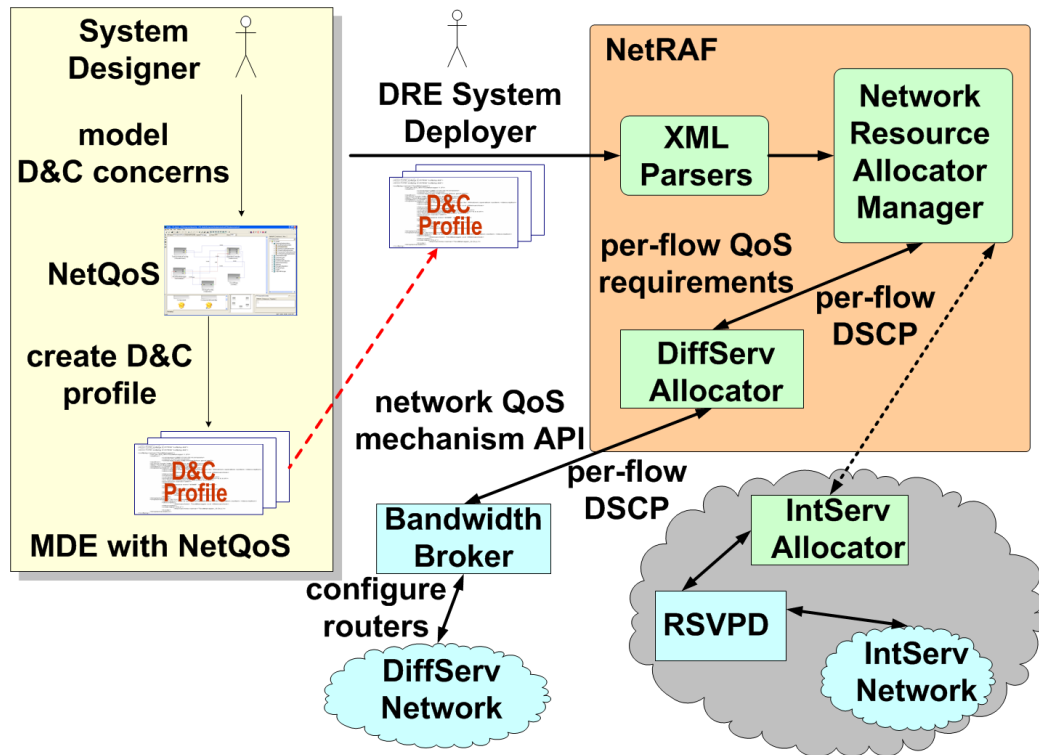 System
Designer
model
D&C concerns
NetQoS
create D&C
profile
D&C
Profile
MDE with NetQoS
DRE System
Deployer
D&C
Profile
NetRAF
XML
Parsers
Network
Resource
Allocator
Manager
per-flow QoS
requirements
per-flow
DSCP
DiffServ
Allocator
network QoS
mechanism API
per-flow
DSCP
Bandwidth
Broker
configure
routers
DiffServ
Network
IntServ
Allocator
RSVPD
IntServ
Network